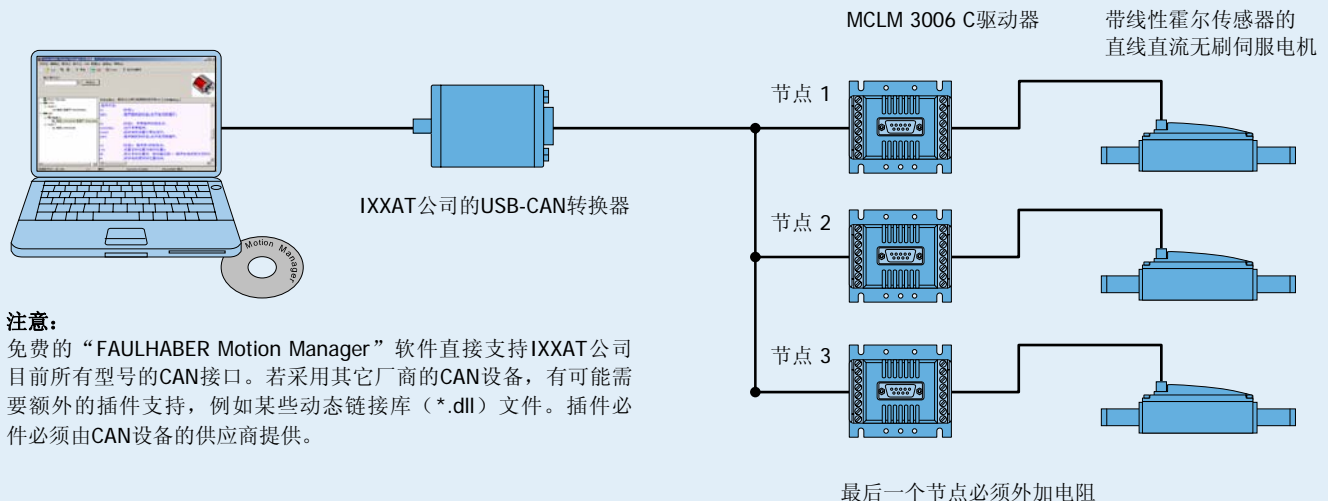 MCLM 3006 C驱动器
带线性霍尔传感器的
直线直流无刷伺服电机
节点 1
IXXAT公司的USB-CAN转换器
节点 2
Motion Manager
注意：
免费的“FAULHABER Motion Manager”软件直接支持IXXAT公司
目前所有型号的CAN接口。若采用其它厂商的CAN设备，有可能需
要额外的插件支持，例如某些动态链接库（*.dll）文件。插件必
件必须由CAN设备的供应商提供。
节点 3
最后一个节点必须外加电阻